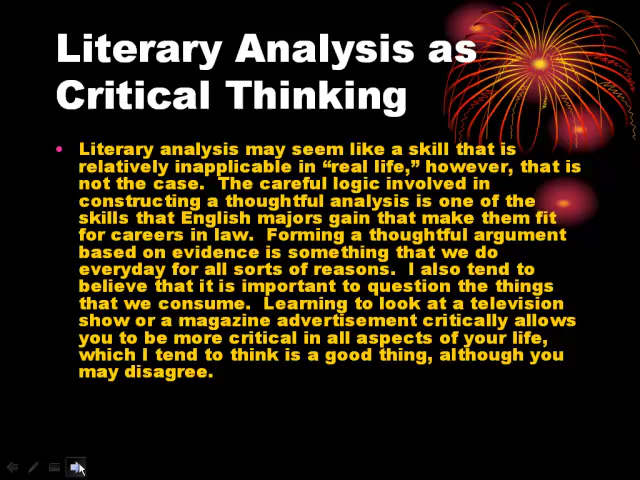 Literary Analysis as
Critical Thinking
• Literary analysis may seem like a skill that is
relatively inapplicable in “real life,” however, that is
not the case.  The careful logic involved in
constructing a thoughtful analysis is one of the
skills that English majors gain that make them fit
for careers in law.  Forming a thoughtful argument
based on evidence is something that we do
everyday for all sorts of reasons.  I also tend to
believe that it is important to question the things
that we consume.  Learning to look at a television
show or a magazine advertisement critically allows
you to be more critical in all aspects of your life,
which I tend to think is a good thing, although you
may disagree.